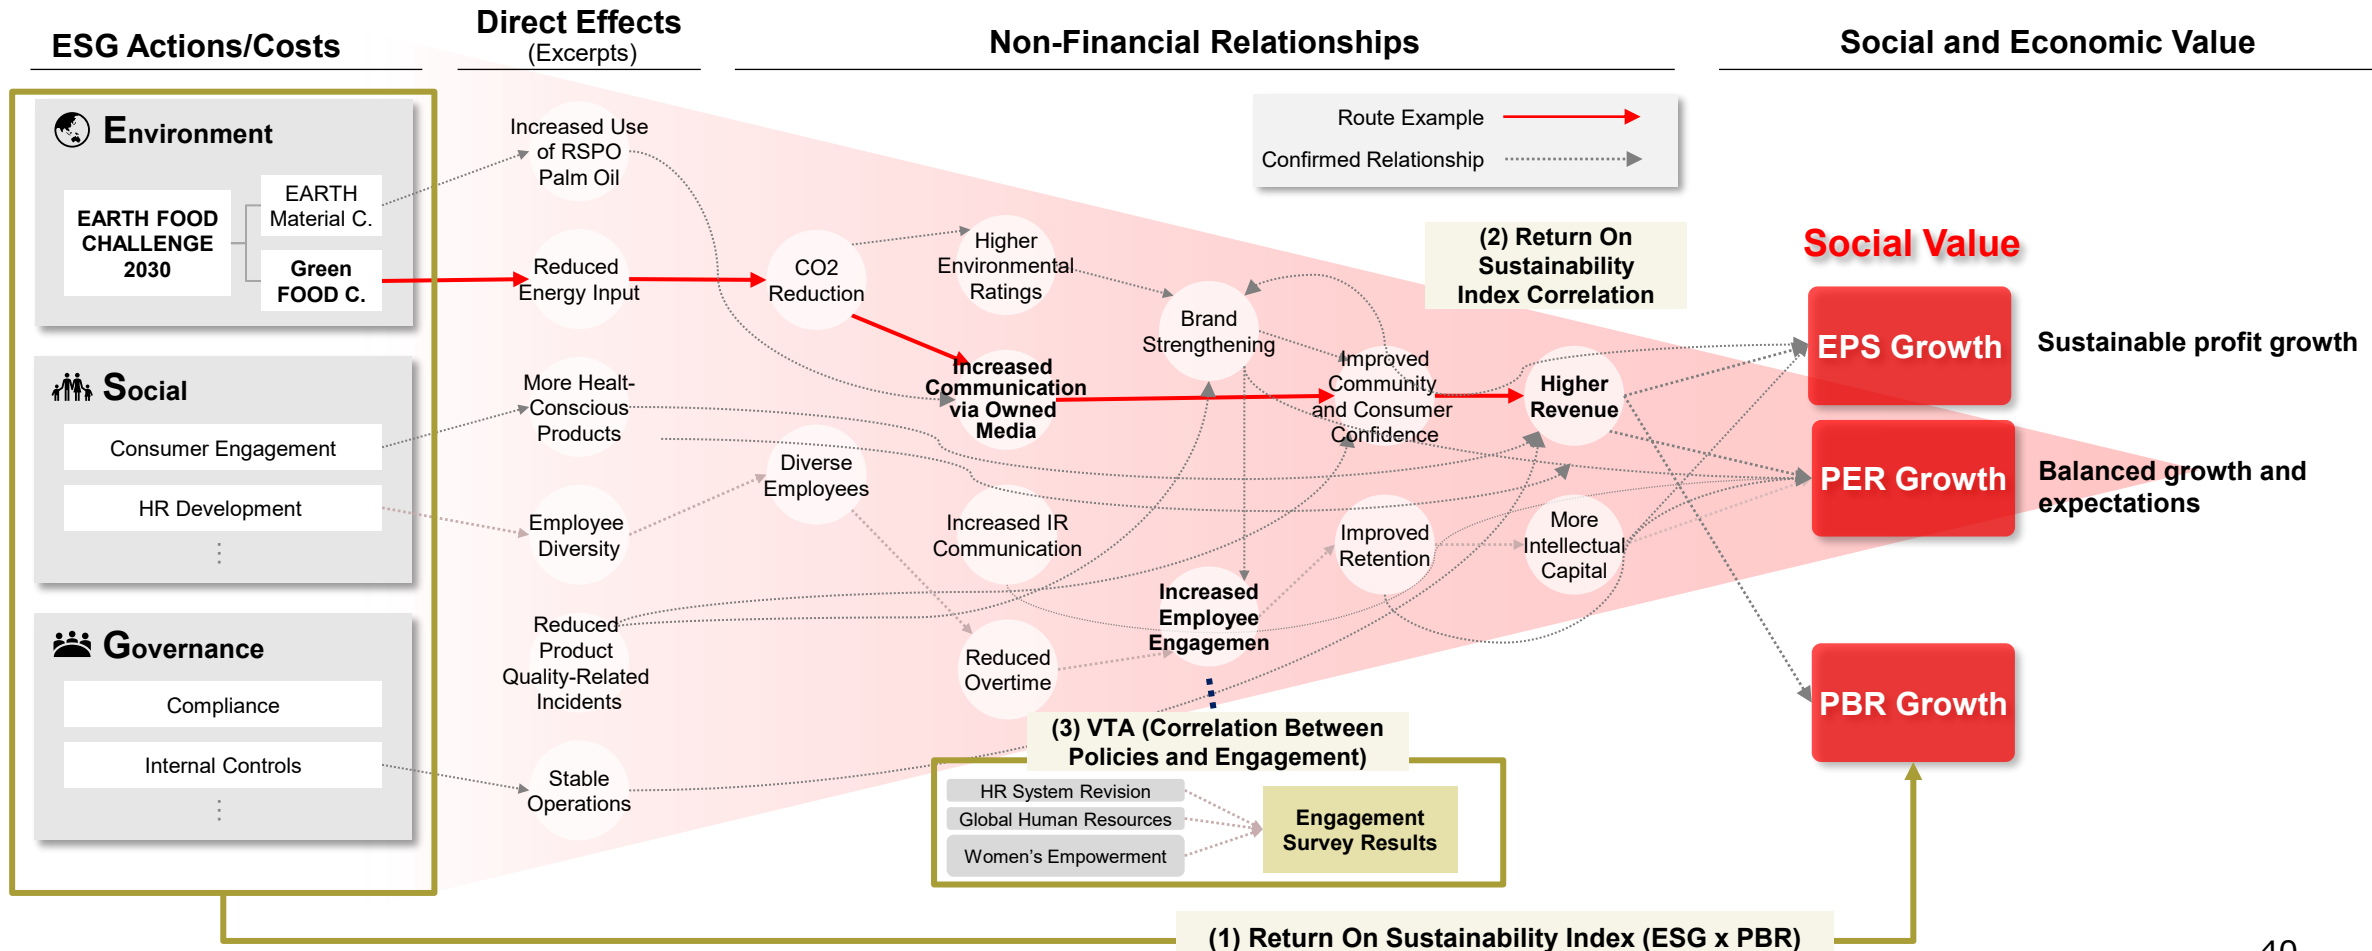 ESG Actions/Costs
Direct Effects
(Excerpts)
Non-Financial Relationships
Social and Economic Value
Environment
EARTH FOOD
CHALLENGE
2030
EARTH
Material C.
Green
FOOD C.
Social
Consumer Engagement
HR Development
Governance
Compliance
Internal Controls
Increased Use
of RSPO
Palm Oil
Reduced
Energy Input
More Healt-
Conscious
Products
Employee
Diversity
Reduced
Product
Quality-Related
Incidents
Stable
Operations
CO2
Reduction
Diverse
Employees
Higher
Environmental
Ratings
Increased
Communication
via Owned
Media
Increased IR
Communication
Reduced
Overtime
Brand
Strengthening
Increased
Employee
Engagemen
Improved
Community
and Consumer
Confidence
Improved
Retention
Higher
Revenue
More
Intellectual
Capital
Route Example
Confirmed Relationship
(2) Return On
Sustainability
Index Correlation
Social Value
EPS Growth
Sustainable profit growth
PER Growth
Balanced growth and
expectations
PBR Growth
(3) VTA (Correlation Between
Policies and Engagement)
HR System Revision
Global Human Resources
Women's Empowerment
Engagement
Survey Results
(1) Return On Sustainability Index (ESG x PBR)
40